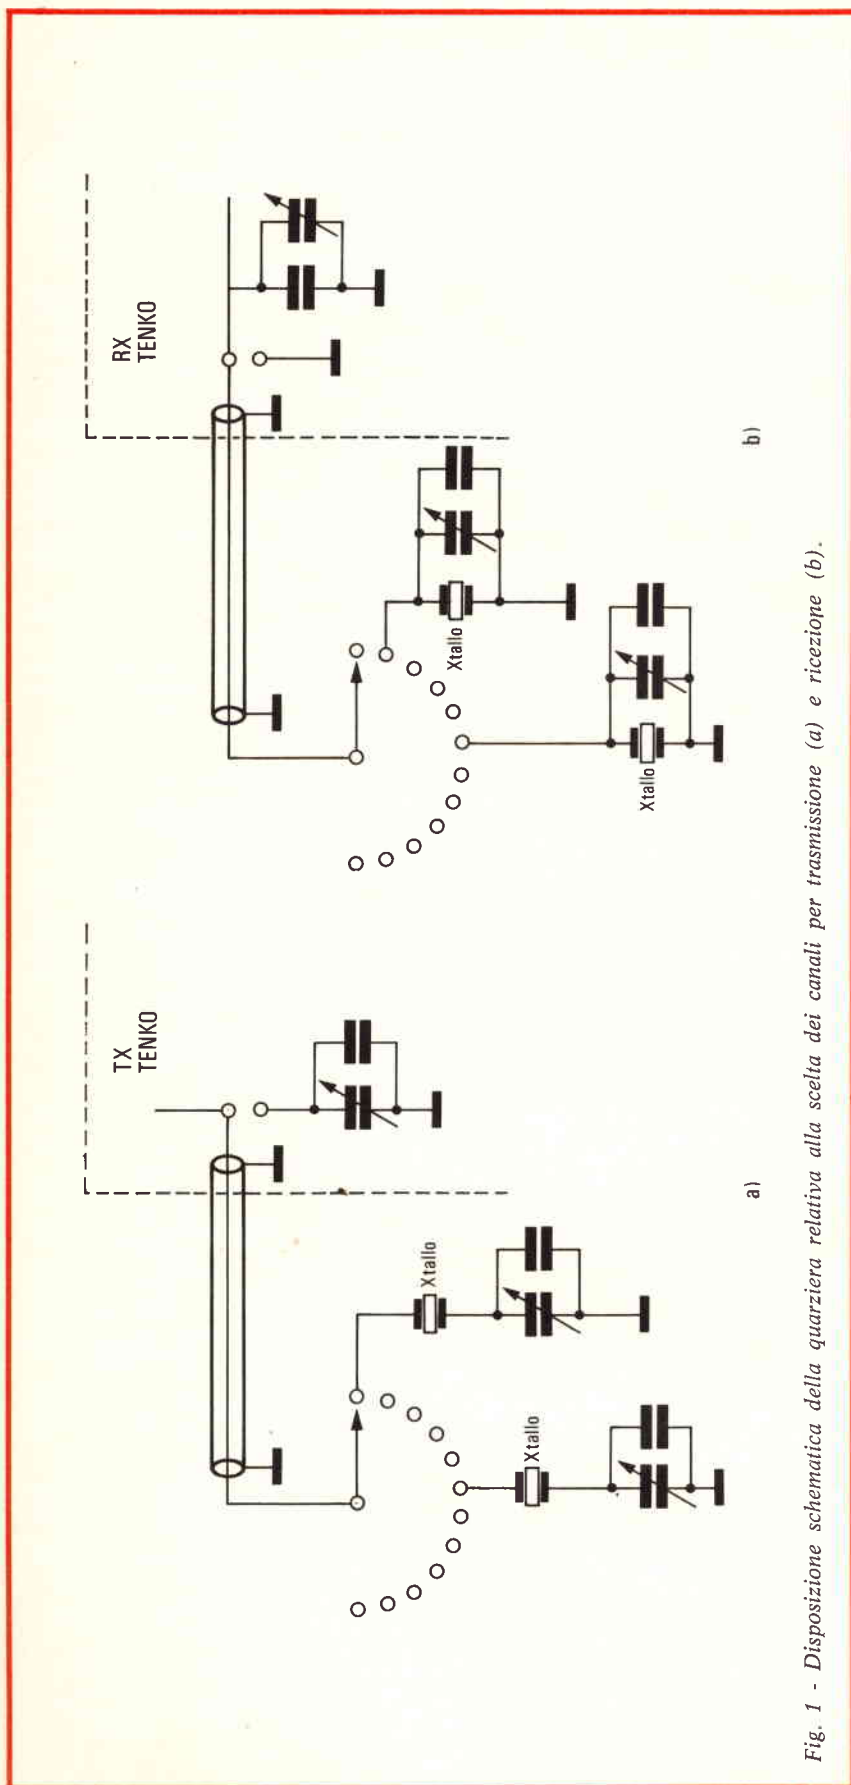 TX
TENKO
Xtallo
Xtallo
a)
RX
TENKO
Xtallo
Xtallo
b)
Fig. 1 - Disposizione schematica della quarziera relativa alla scelta dei canali per trasmissione (a) e ricezione (b).